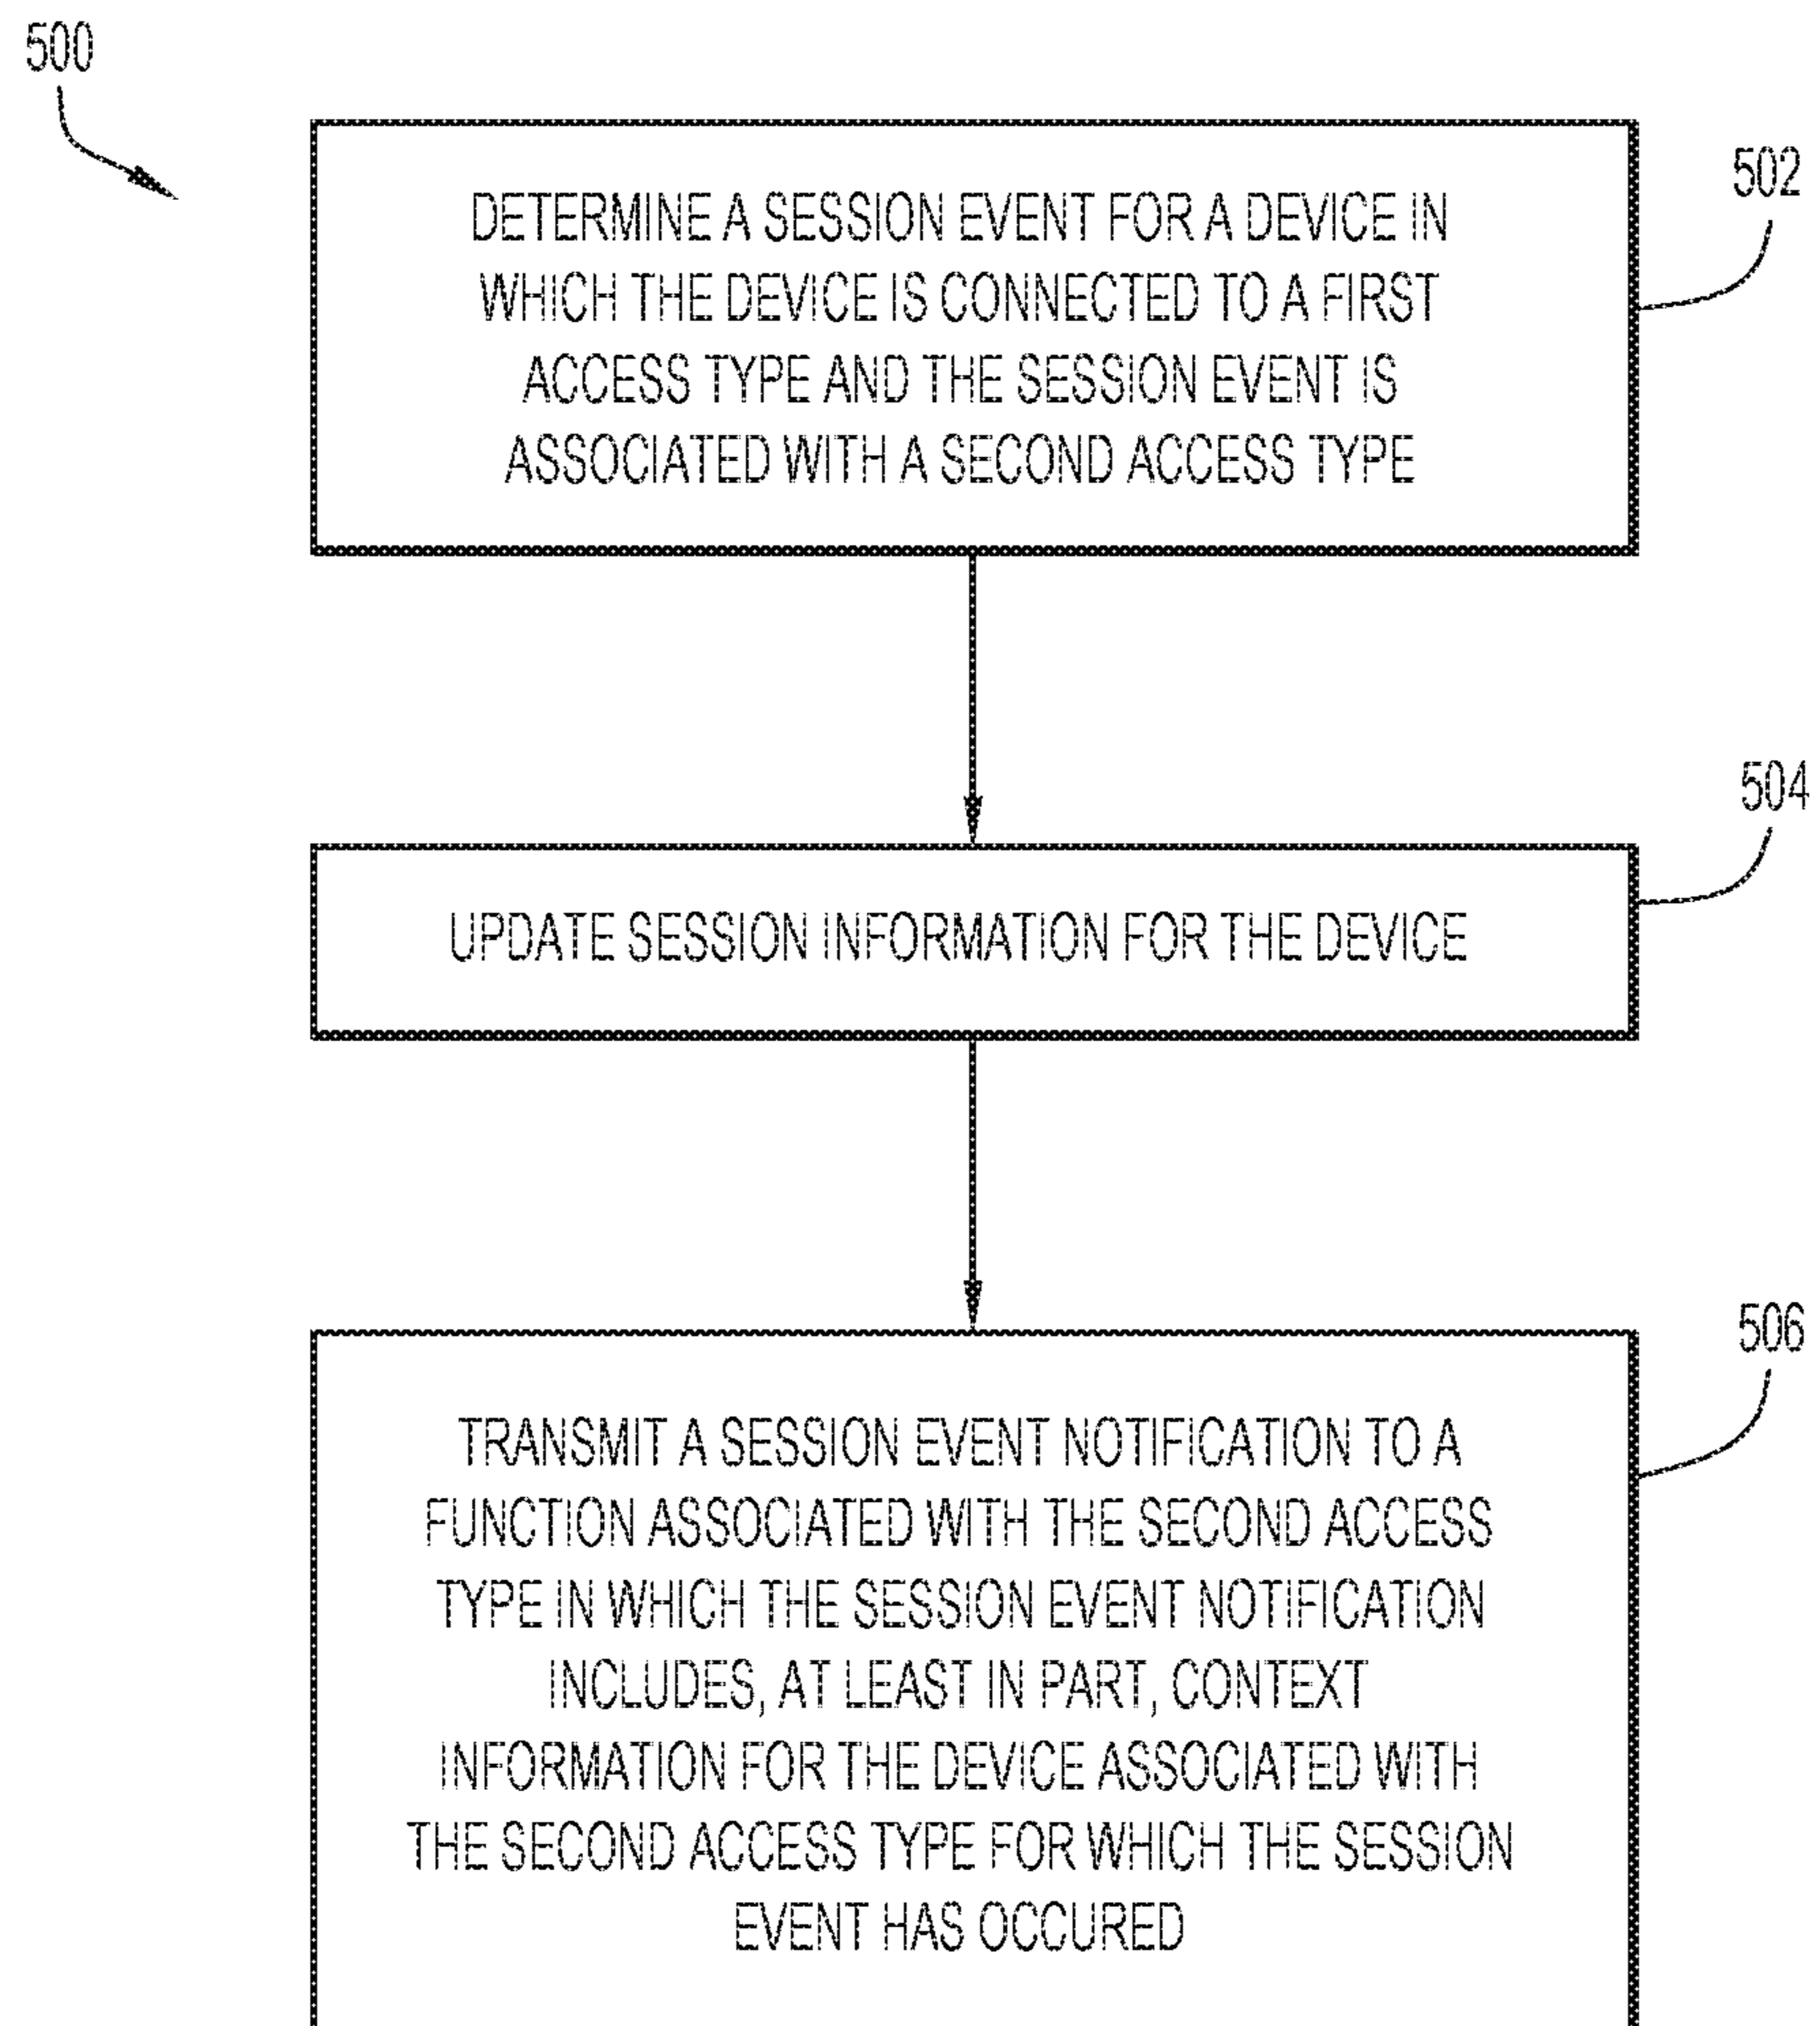 500
502
DETERMINE A SESSION EVENT FOR A DEVICE IN
WHICH THE DEVICE IS CONNECTED TO A FIRST
ACCESS TYPE AND THE SESSION EVENT IS
ASSOCIATED WITH A SECOND ACCESS TYPE
504
UPDATE SESSION INFORMATION FOR THE DEVICE
506
TRANSMIT A SESSION EVENT NOTIFICATION TO A
FUNCTION ASSOCIATED WITH THE SECOND ACCESS
TYPE IN WHICH THE SESSION EVENT NOTIFICATION
INCLUDES, AT LEAST IN PART, CONTEXT
INFORMATION FOR THE DEVICE ASSOCIATED WITH
THE SECOND ACCESS TYPE FOR WHICH THE SESSION
EVENT HAS OCCURED